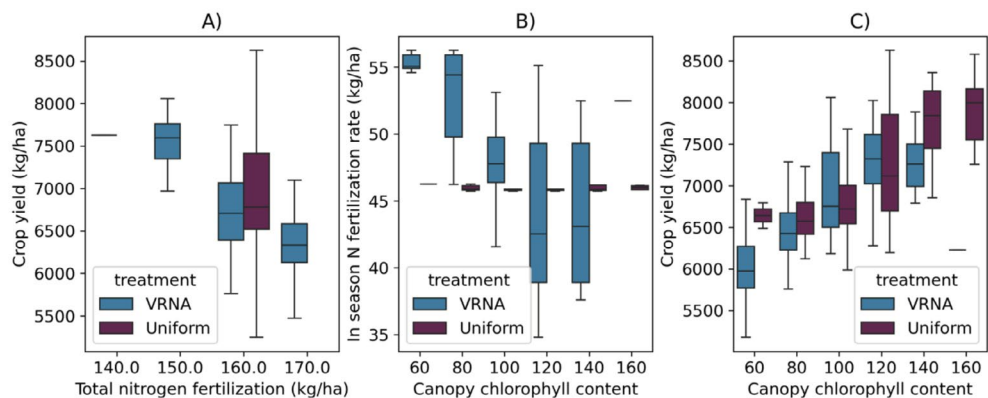 A)
Crop yield (kg/ha)
8500
8000
7500
7000
6500
6000
5500
treatment
VRNA
Uniform
140.0 150.0 160.0 170.0
Total nitrogen fertilization (kg/ha)
B)
In season N fertilization rate (kg/ha)
55
50
45
40
35
treatment
VRNA
Uniform
60 80 100 120 140 160
Canopy chlorophyll content
C)
Crop yield (kg/ha)
8500
8000
7500
7000
6500
6000
5500
treatment
VRNA
Uniform
60 80 100 120 140 160
Canopy chlorophyll content